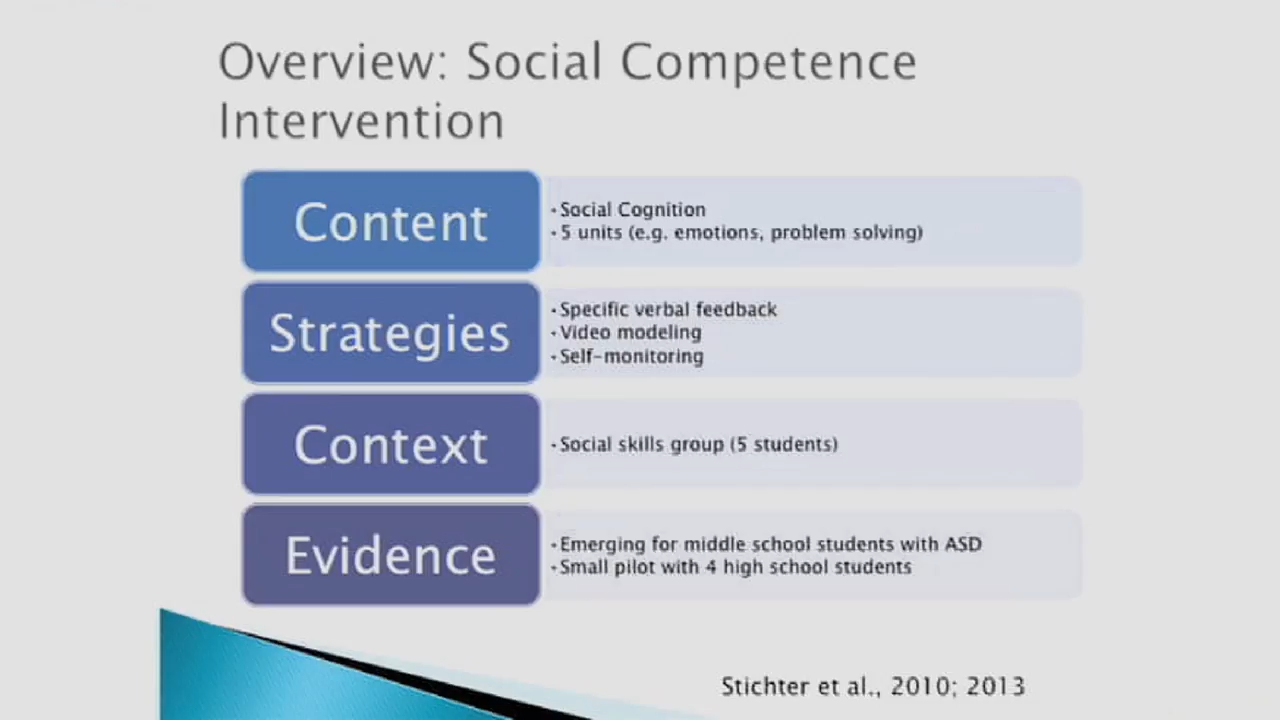 Overview: Social Competence
Intervention
Content
•Social Cognition
•5 units (e.g. emotions, problem solving)
Strategies
•Specific verbal feedback
•Video modeling
•Self-monitoring
Context
•Social skills group (5 students)
Evidence
•Emerging for middle school students with ASD
•Small pilot with 4 high school students
Stichter et al., 2010; 2013